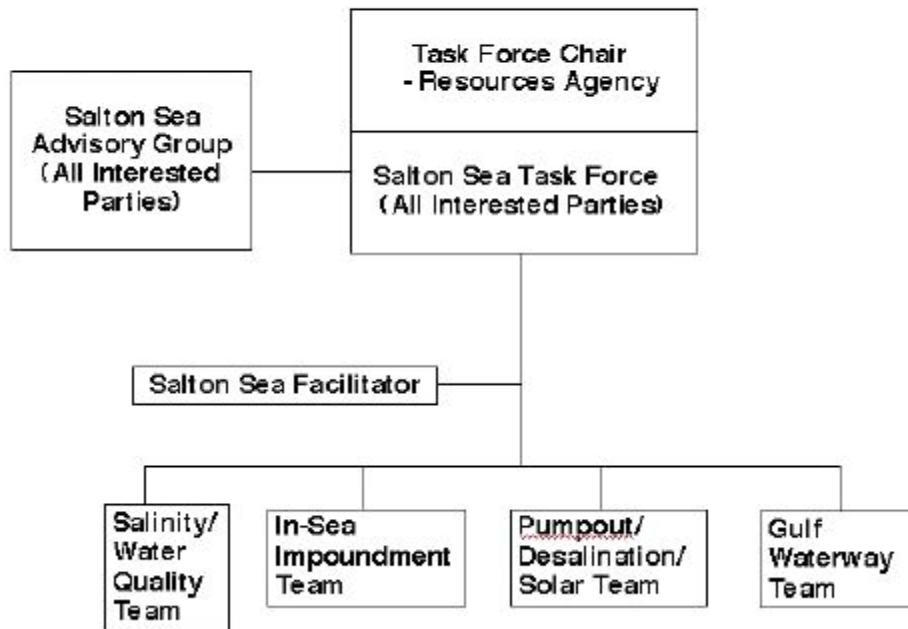 Task Force Chair
- Resources Agency
Salton Sea
Advisory Group
(All Interested
Parties)
Salton Sea Task Force
(All Interested Parties)
Salton Sea Facilitator
Salinity/
Water
Quality
Team
In-Sea
Impoundment
Team
Pumpout/
Desalination/
Solar Team
Gulf
Waterway
Team